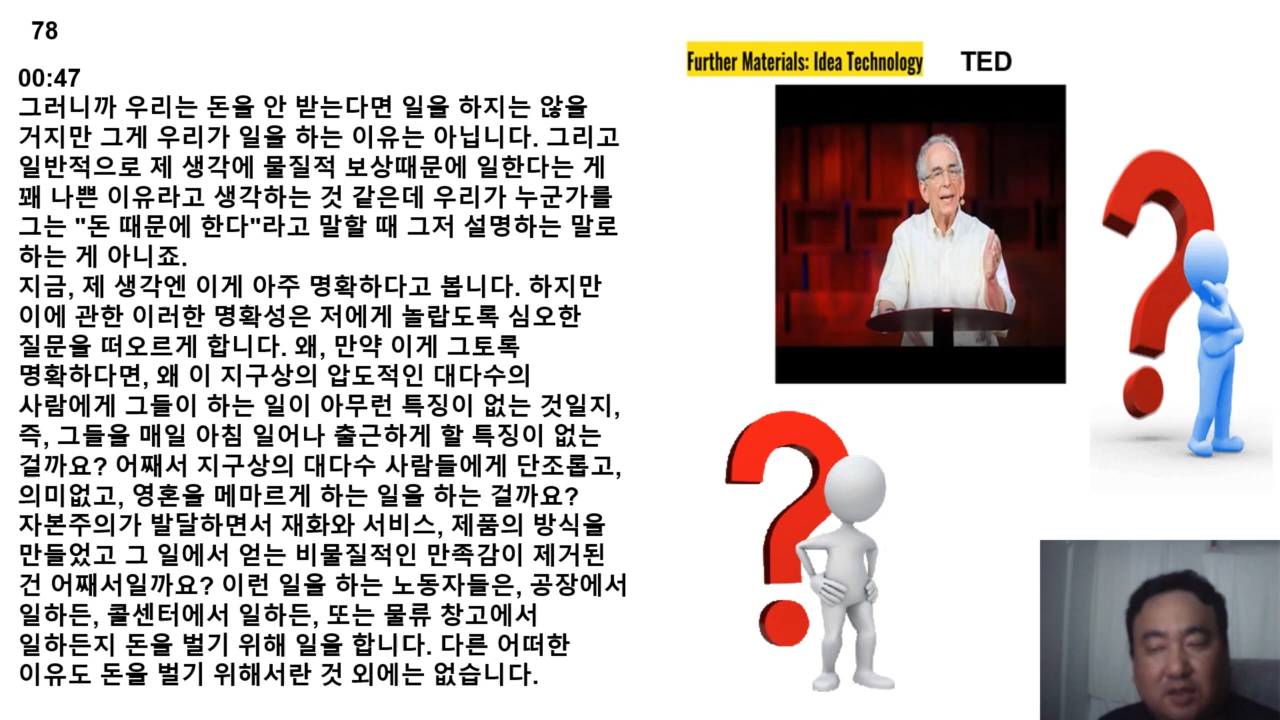 78
00:47
그러니까 우리는 돈을 안 받는다면 일을 하지는 않을
거지만 그게 우리가 일을 하는 이유는 아닙니다. 그리고
일반적으로 제 생각에 물질적 보상때문에 일한다는 게
꽤 나쁜 이유라고 생각하는 것 같은데 우리가 누군가를
그는 "돈 때문에 한다"라고 말할 때 그저 설명하는 말로
하는 게 아니죠.
지금, 제 생각엔 이게 아주 명확하다고 봅니다. 하지만
이에 관한 이러한 명확성은 저에게 놀랍도록 심오한
질문을 떠오르게 합니다. 왜, 만약 이게 그토록
명확하다면, 왜 이 지구상의 압도적인 대다수의
사람에게 그들이 하는 일이 아무런 특징이 없는 것일지,
즉, 그들을 매일 아침 일어나 출근하게 할 특징이 없는
걸까요? 어째서 지구상의 대다수 사람들에게 단조롭고,
의미없고, 영혼을 메마르게 하는 일을 하는 걸까요?
자본주의가 발달하면서 재화와 서비스, 제품의 방식을
만들었고 그 일에서 얻는 비물질적인 만족감이 제거된
건 어째서일까요? 이런 일을 하는 노동자들은, 공장에서
일하든, 콜센터에서 일하든, 또는 물류 창고에서
일하든지 돈을 벌기 위해 일을 합니다. 다른 어떠한
이유도 돈을 벌기 위해서란 것 외에는 없습니다.
Further Materials: Idea Technology
TED